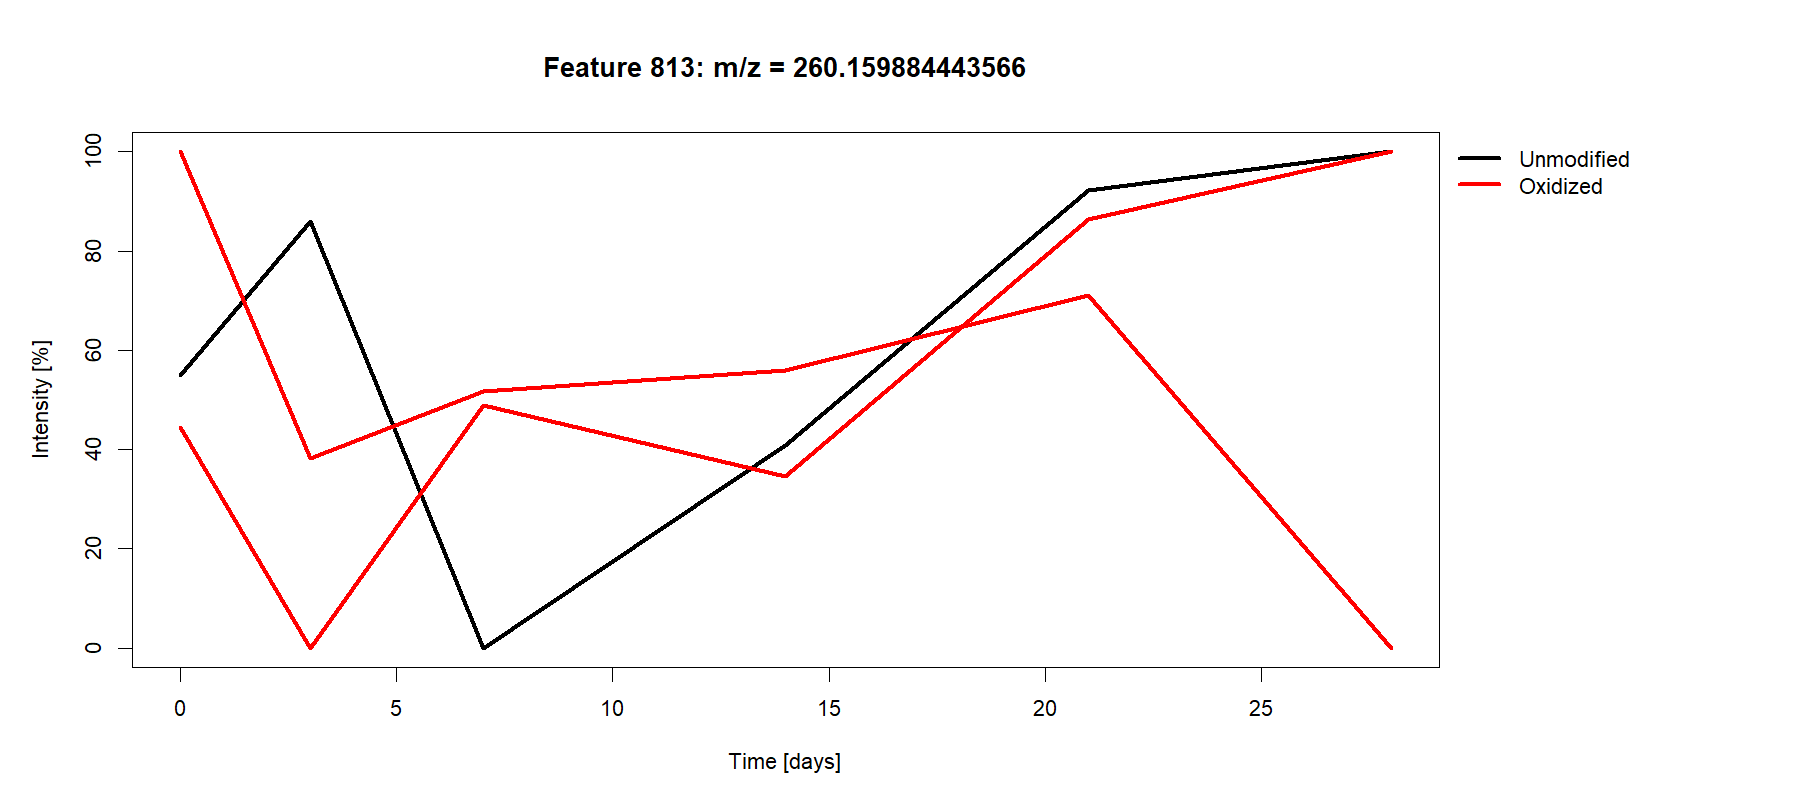 Feature 813: m/z = 260.159884443566
Unmodified
Oxidized
Intensity [%]
100
80
60
40
20
0
0 5 10 15 20 25
Time [days]